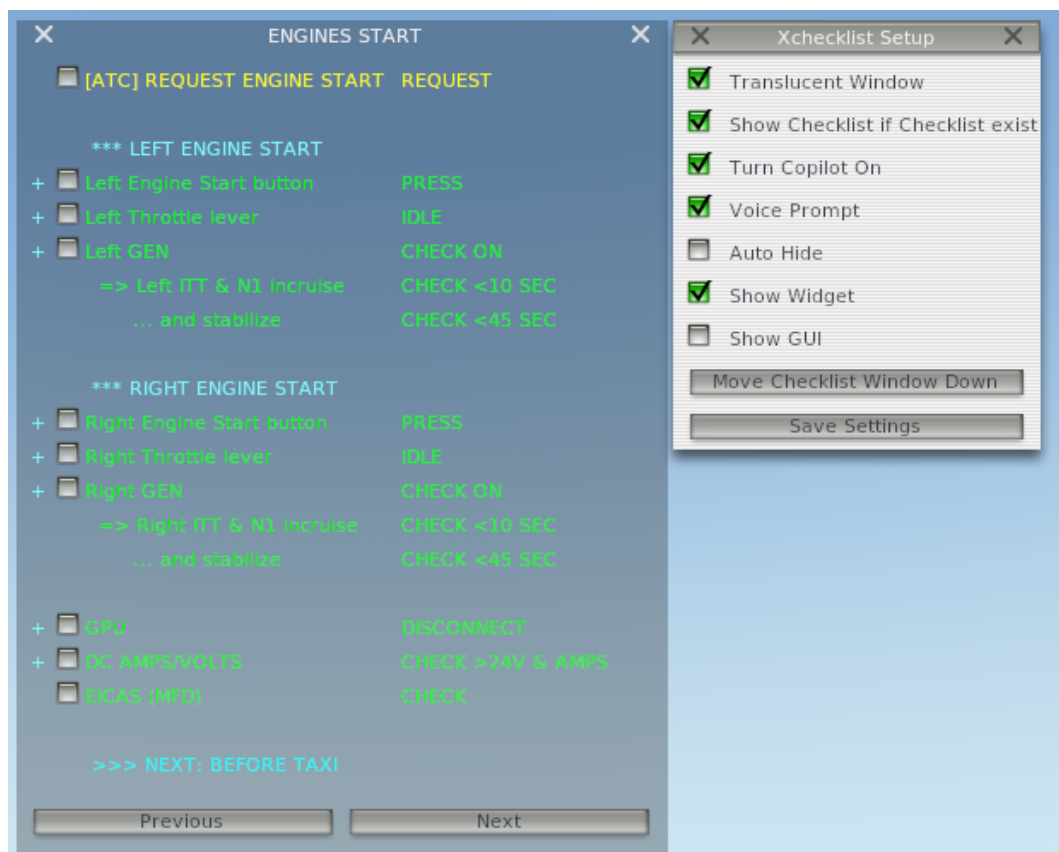 ENGINES START
[ATC] REQUEST ENGINE START REQUEST
*** LEFT ENGINE START
+ Left Engine Start button PRESS
+ Left Throttle lever IDLE
+ Left GEN CHECK ON
=> Left ITT & N1 incruise CHECK <10 SEC
... and stabilize CHECK <45 SEC
*** RIGHT ENGINE START
+ Right Engine Start button PRESS
+ Right Throttle lever IDLE
+ Right GEN CHECK ON
=> Right ITT & N1 incruise CHECK <10 SEC
... and stabilize CHECK <45 SEC
+ GPU DISCONNECT
+ DC AMPS/VOLTS CHECK >24V & AMPS
EICAS (MFD) CHECK
>>> NEXT: BEFORE TAXI
Previous Next
Xchecklist Setup
Translucent Window
Show Checklist if Checklist exist
Turn Copilot On
Voice Prompt
Auto Hide
Show Widget
Show GUI
Move Checklist Window Down
Save Settings